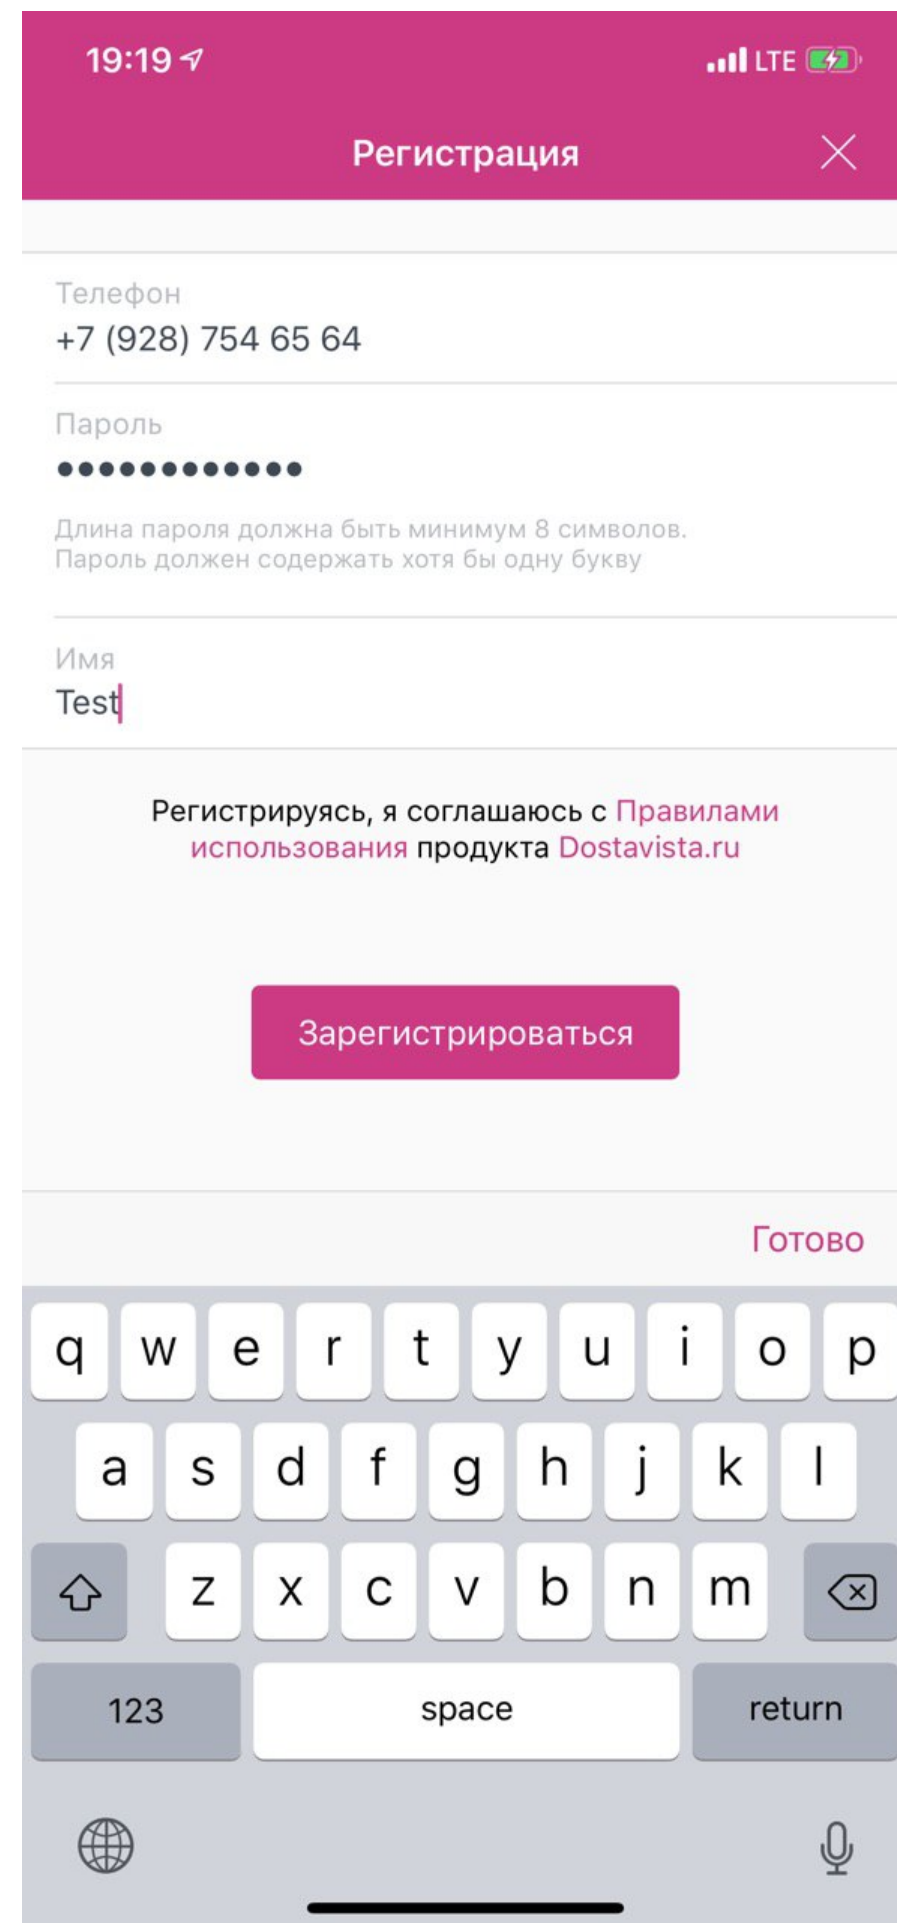 19:19
LTE
Регистрация
Телефон
+7 (928) 754 65 64
Пароль
••••••••••••
Длина пароля должна быть минимум 8 символов.
Пароль должен содержать хотя бы одну букву
Имя
Test
Регистрируясь, я соглашаюсь с Правилами
использования продукта Dostavista.ru
Зарегистрироваться
Готово
q w e r t y u i o p
a s d f g h j k l
z x c v b n m
123 space return